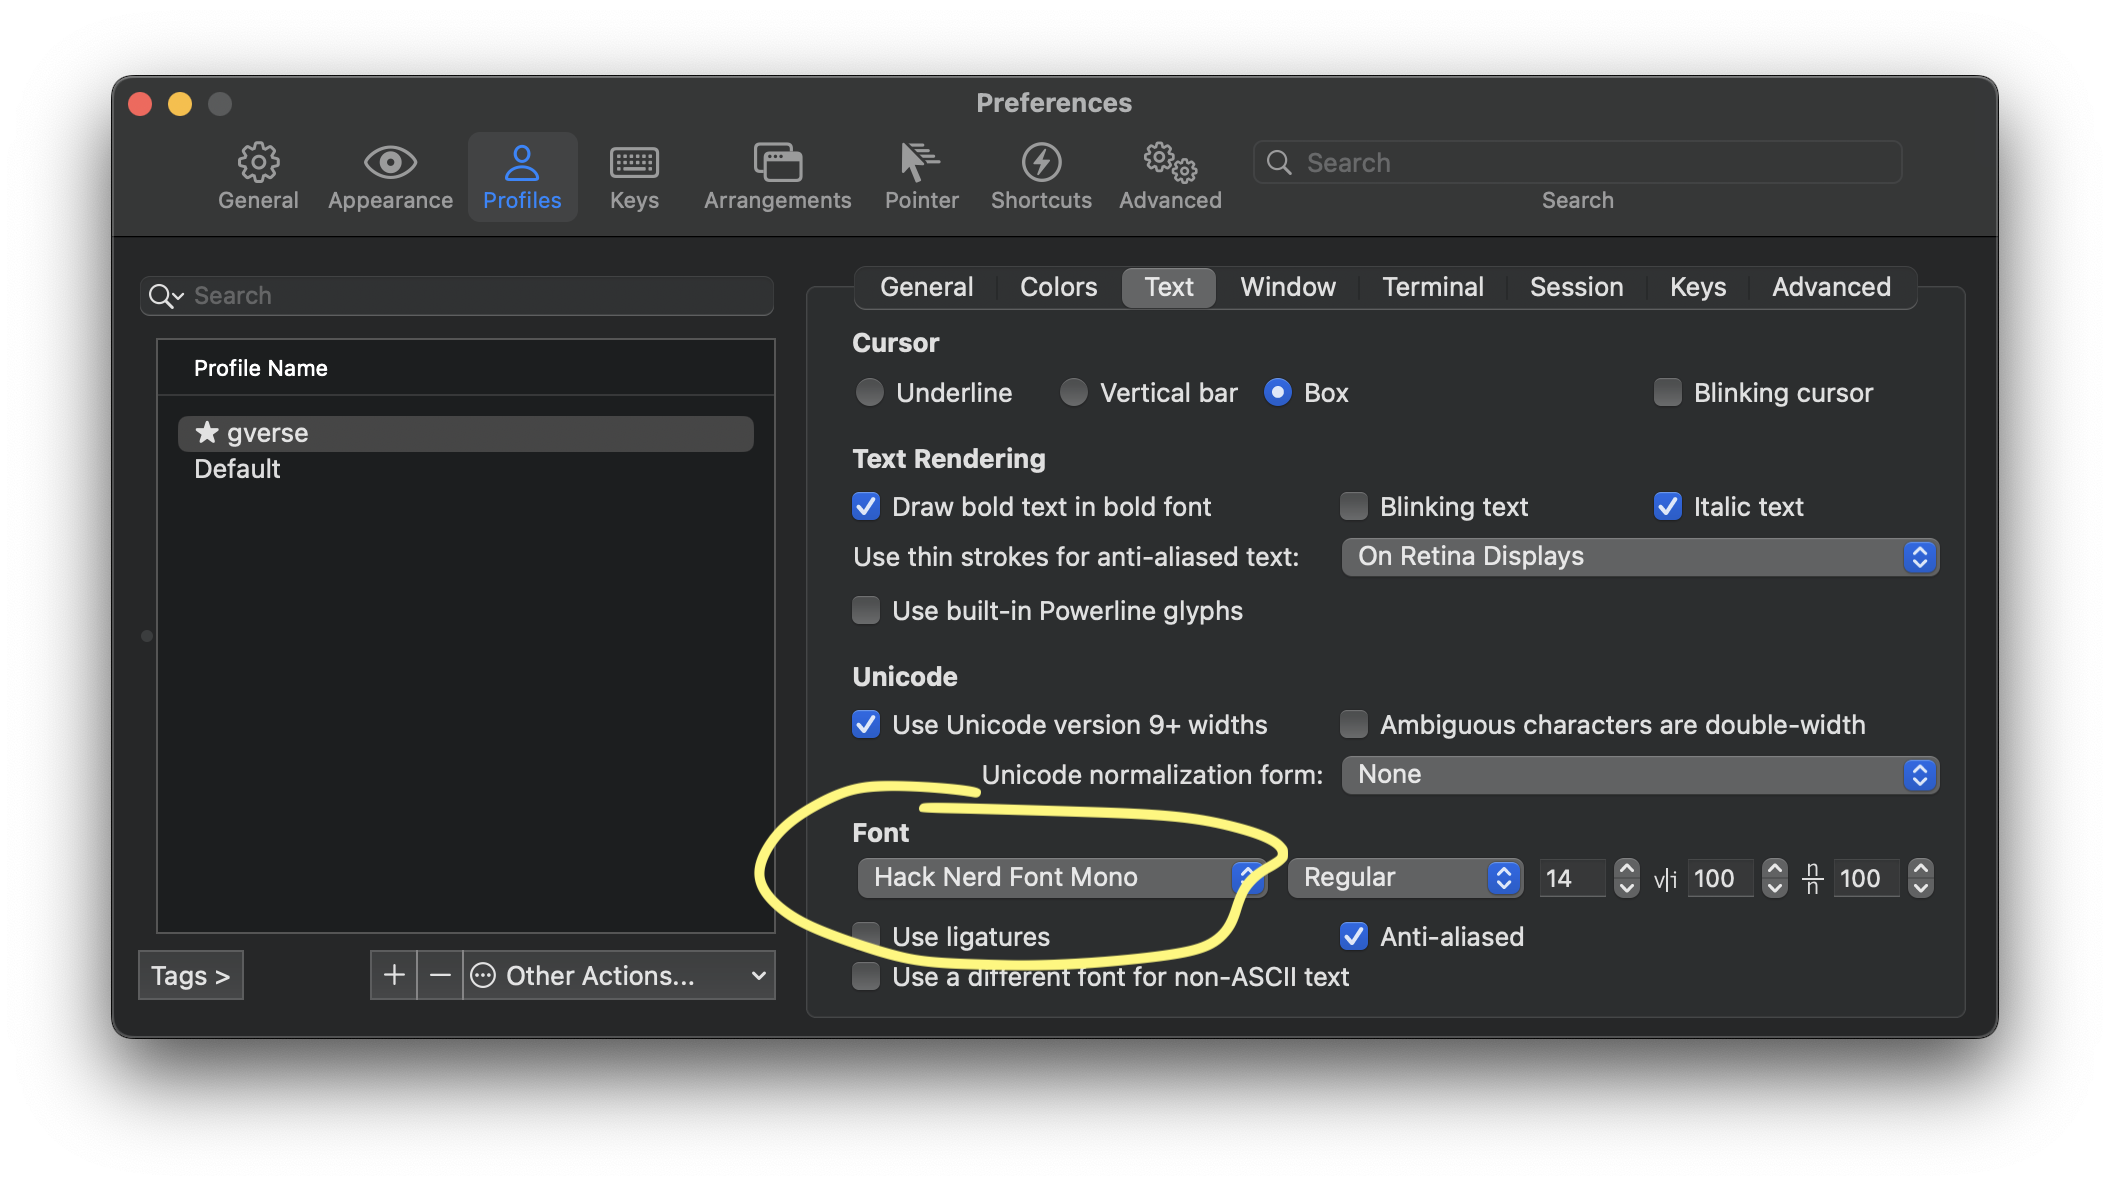 Preferences
General Appearance Profiles Keys Arrangements Pointer Shortcuts Advanced Search
Search
Search
Profile Name
★ gverse
Default
Tags >
+ − Other Actions...
General Colors Text Window Terminal Session Keys Advanced
Cursor
Underline Vertical bar Box Blinking cursor
Text Rendering
Draw bold text in bold font Blinking text Italic text
Use thin strokes for anti-aliased text: On Retina Displays
Use built-in Powerline glyphs
Unicode
Use Unicode version 9+ widths Ambiguous characters are double-width
Unicode normalization form: None
Font
Hack Nerd Font Mono Regular 14 v|i 100 n/n 100
Use ligatures Anti-aliased
Use a different font for non-ASCII text